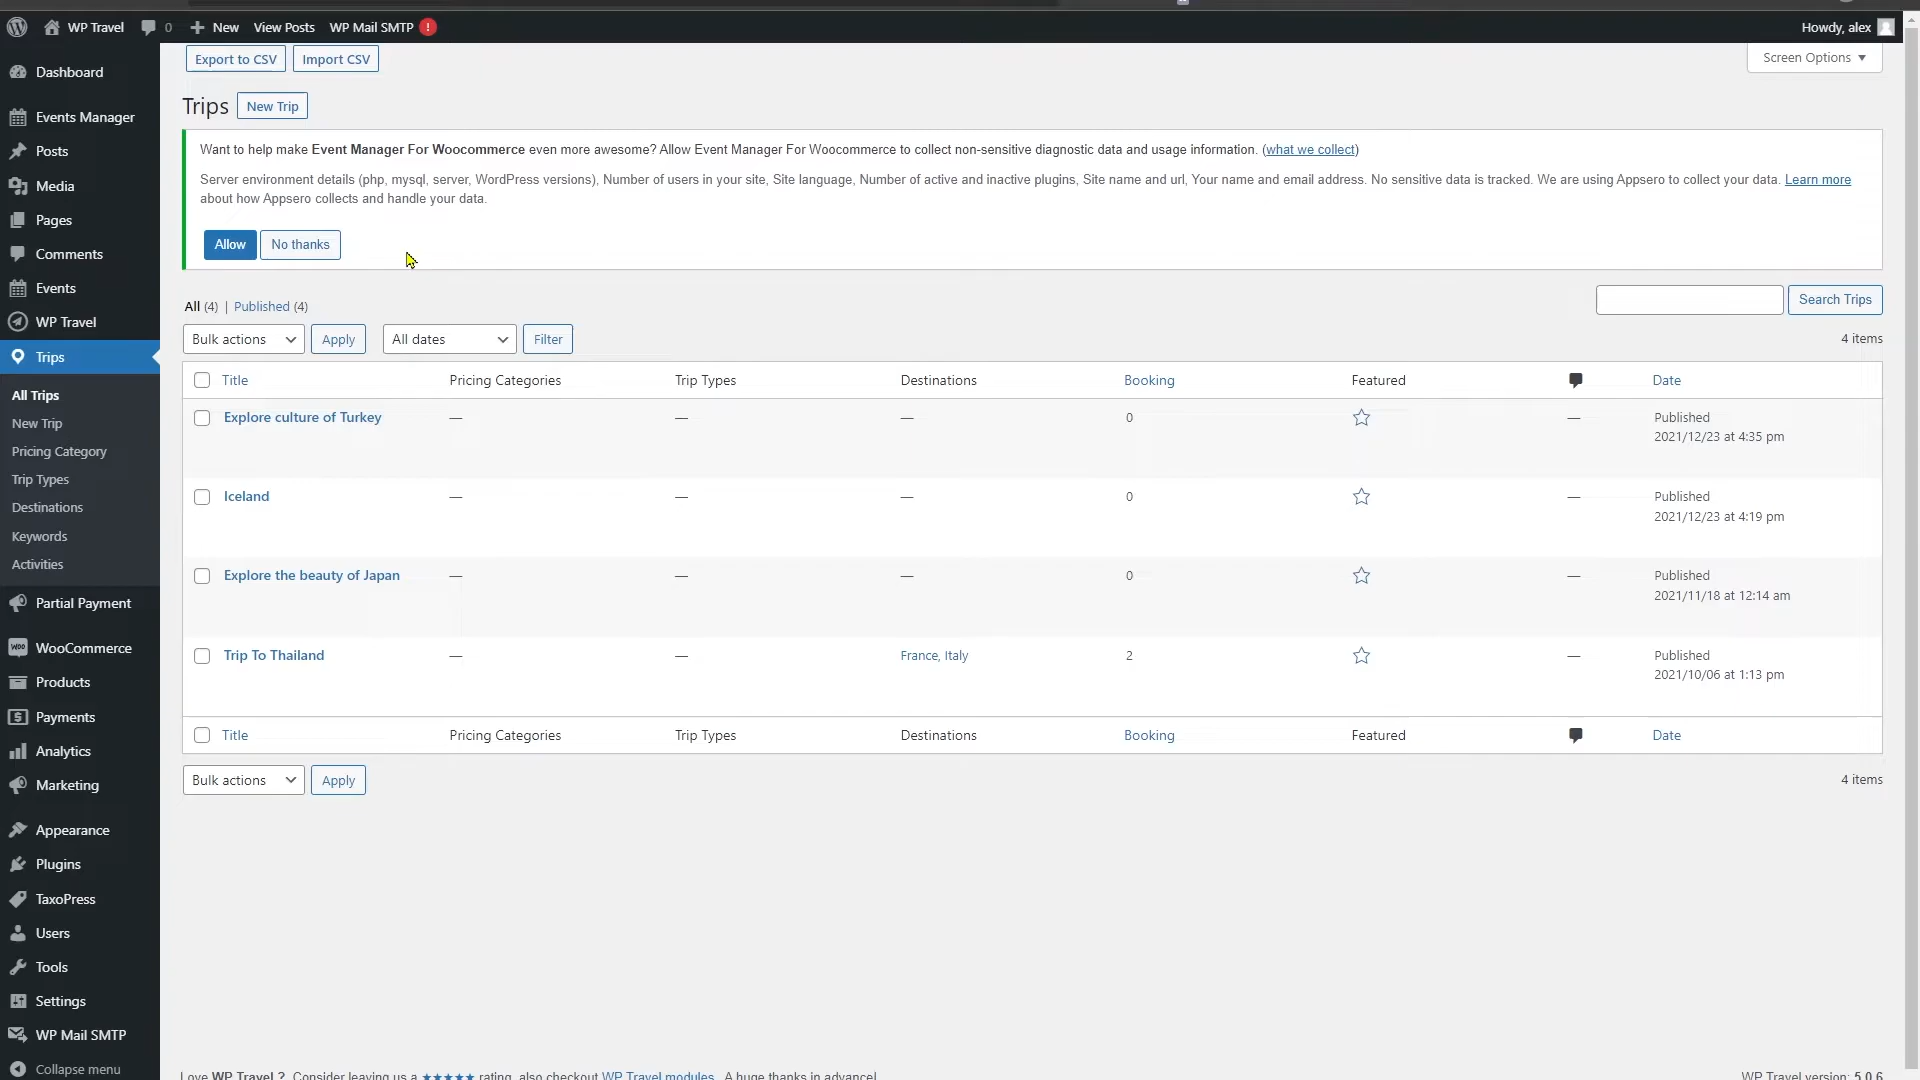 WP Travel 0 New View Posts WP Mail SMTP ! Howdy, alex
Export to CSV Import CSV Screen Options
Trips New Trip
Want to help make Event Manager For Woocommerce even more awesome? Allow Event Manager For Woocommerce to collect non-sensitive diagnostic data and usage information. (what we collect)
Server environment details (php, mysql, server, WordPress versions), Number of users in your site, Site language, Number of active and inactive plugins, Site name and url, Your name and email address. No sensitive data is tracked. We are using Appsero to collect your data. Learn more
about how Appsero collects and handle your data.
Allow No thanks
All (4) | Published (4) Search Trips
Bulk actions Apply All dates Filter 4 items
Title Pricing Categories Trip Types Destinations Booking Featured Date
Explore culture of Turkey — — — 0 — Published
2021/12/23 at 4:35 pm
Iceland — — — 0 — Published
2021/12/23 at 4:19 pm
Explore the beauty of Japan — — — 0 — Published
2021/11/18 at 12:14 am
Trip To Thailand — — France, Italy 2 — Published
2021/10/06 at 1:13 pm
Title Pricing Categories Trip Types Destinations Booking Featured Date
Bulk actions Apply 4 items
Dashboard
Events Manager
Posts
Media
Pages
Comments
Events
WP Travel
Trips
All Trips
New Trip
Pricing Category
Trip Types
Destinations
Keywords
Activities
Partial Payment
WooCommerce
Products
Payments
Analytics
Marketing
Appearance
Plugins
TaxoPress
Users
Tools
Settings
WP Mail SMTP
Collapse menu
Love WP Travel ? Consider leaving us a ★★★★★ rating, also checkout WP Travel modules . A huge thanks in advance! WP Travel version: 5.0.6